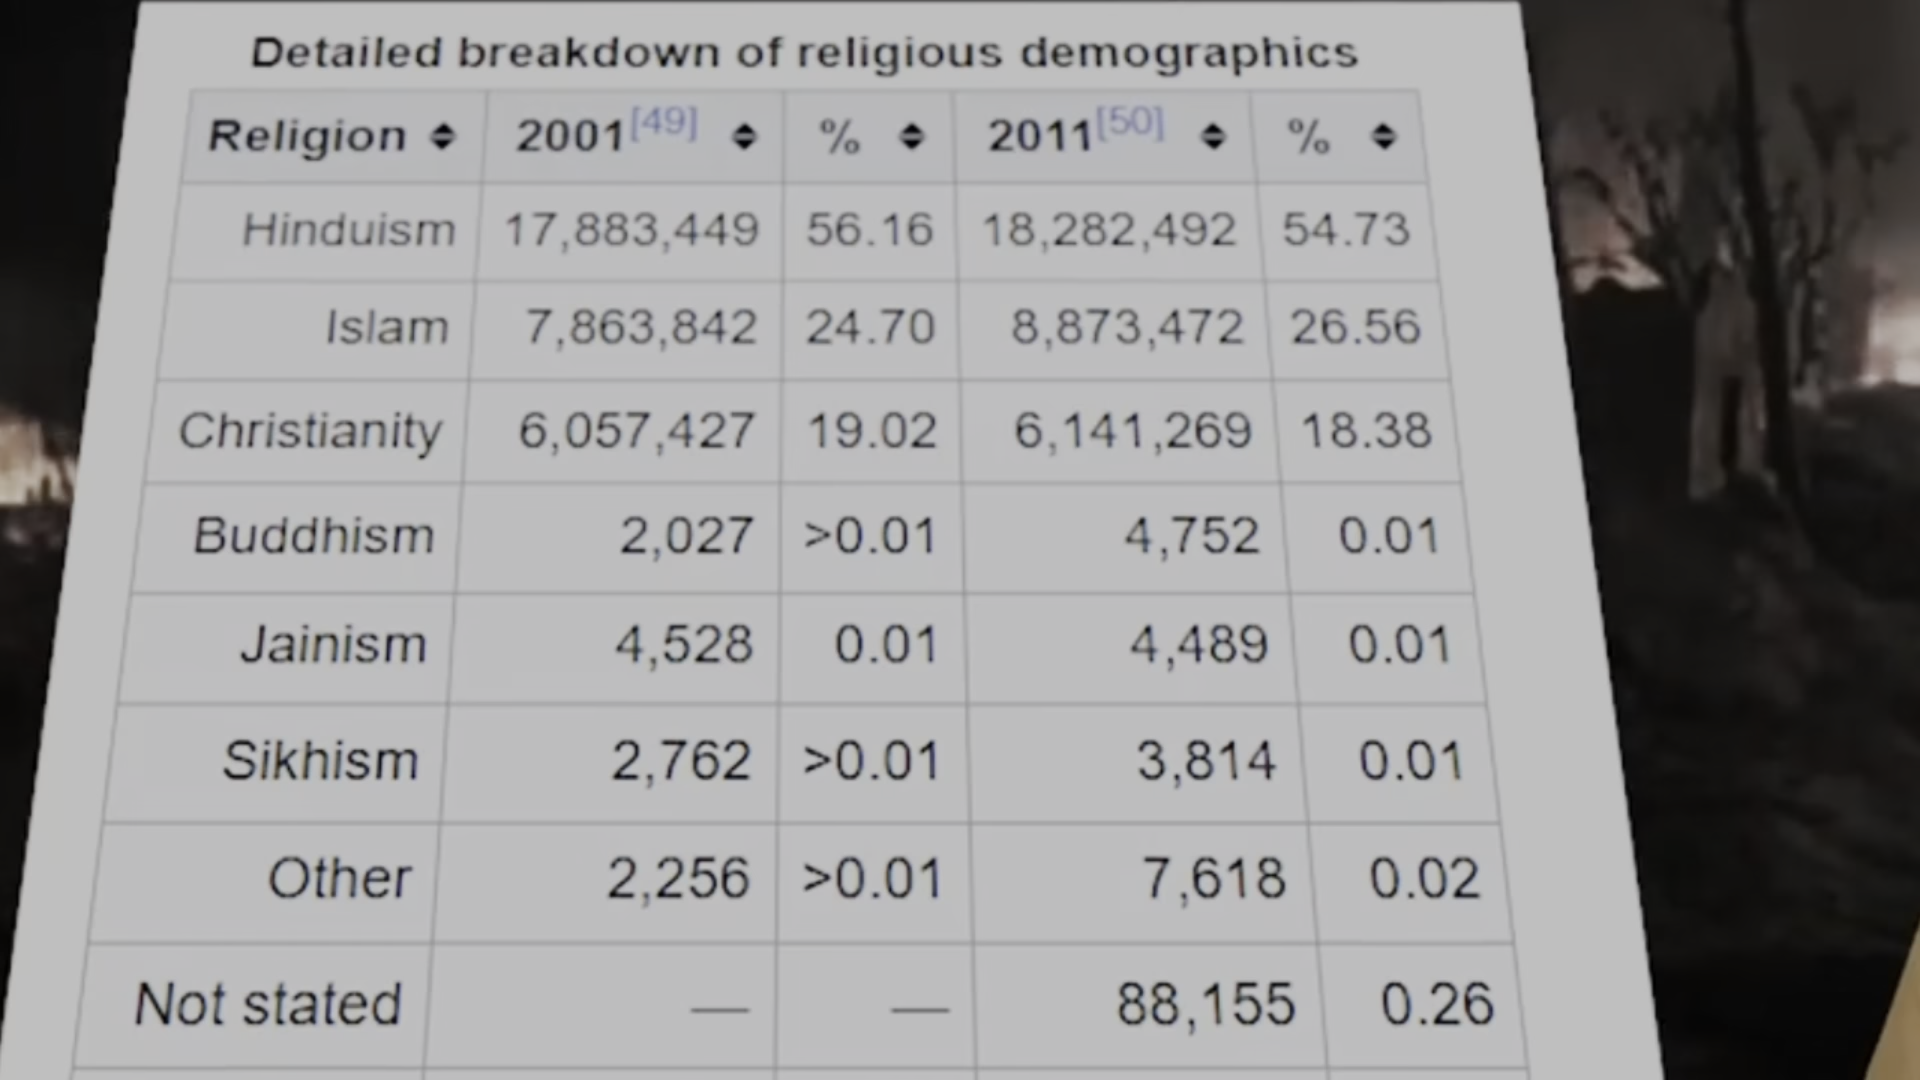 Detailed breakdown of religious demographics
Religion 2001[49] % 2011[50] %
Hinduism 17,883,449 56.16 18,282,492 54.73
Islam 7,863,842 24.70 8,873,472 26.56
Christianity 6,057,427 19.02 6,141,269 18.38
Buddhism 2,027 >0.01 4,752 0.01
Jainism 4,528 0.01 4,489 0.01
Sikhism 2,762 >0.01 3,814 0.01
Other 2,256 >0.01 7,618 0.02
Not stated — — 88,155 0.26